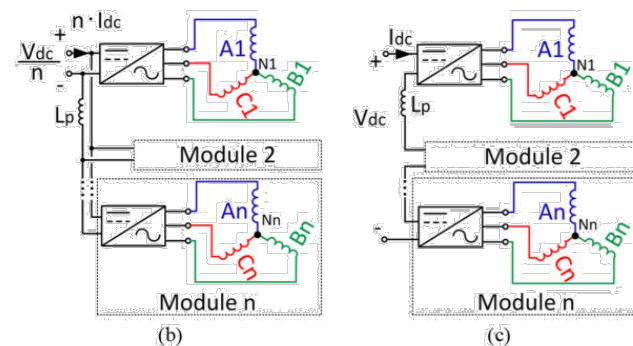 + n · Idc
Vdc
n
-
Lp
A1
N1
B1
C1
Module 2
An
Nn
Bn
Cn
Module n
(b)
Idc
+
Vdc
Lp
A1
N1
B1
C1
Module 2
An
Nn
Bn
Cn
-
Module n
(c)